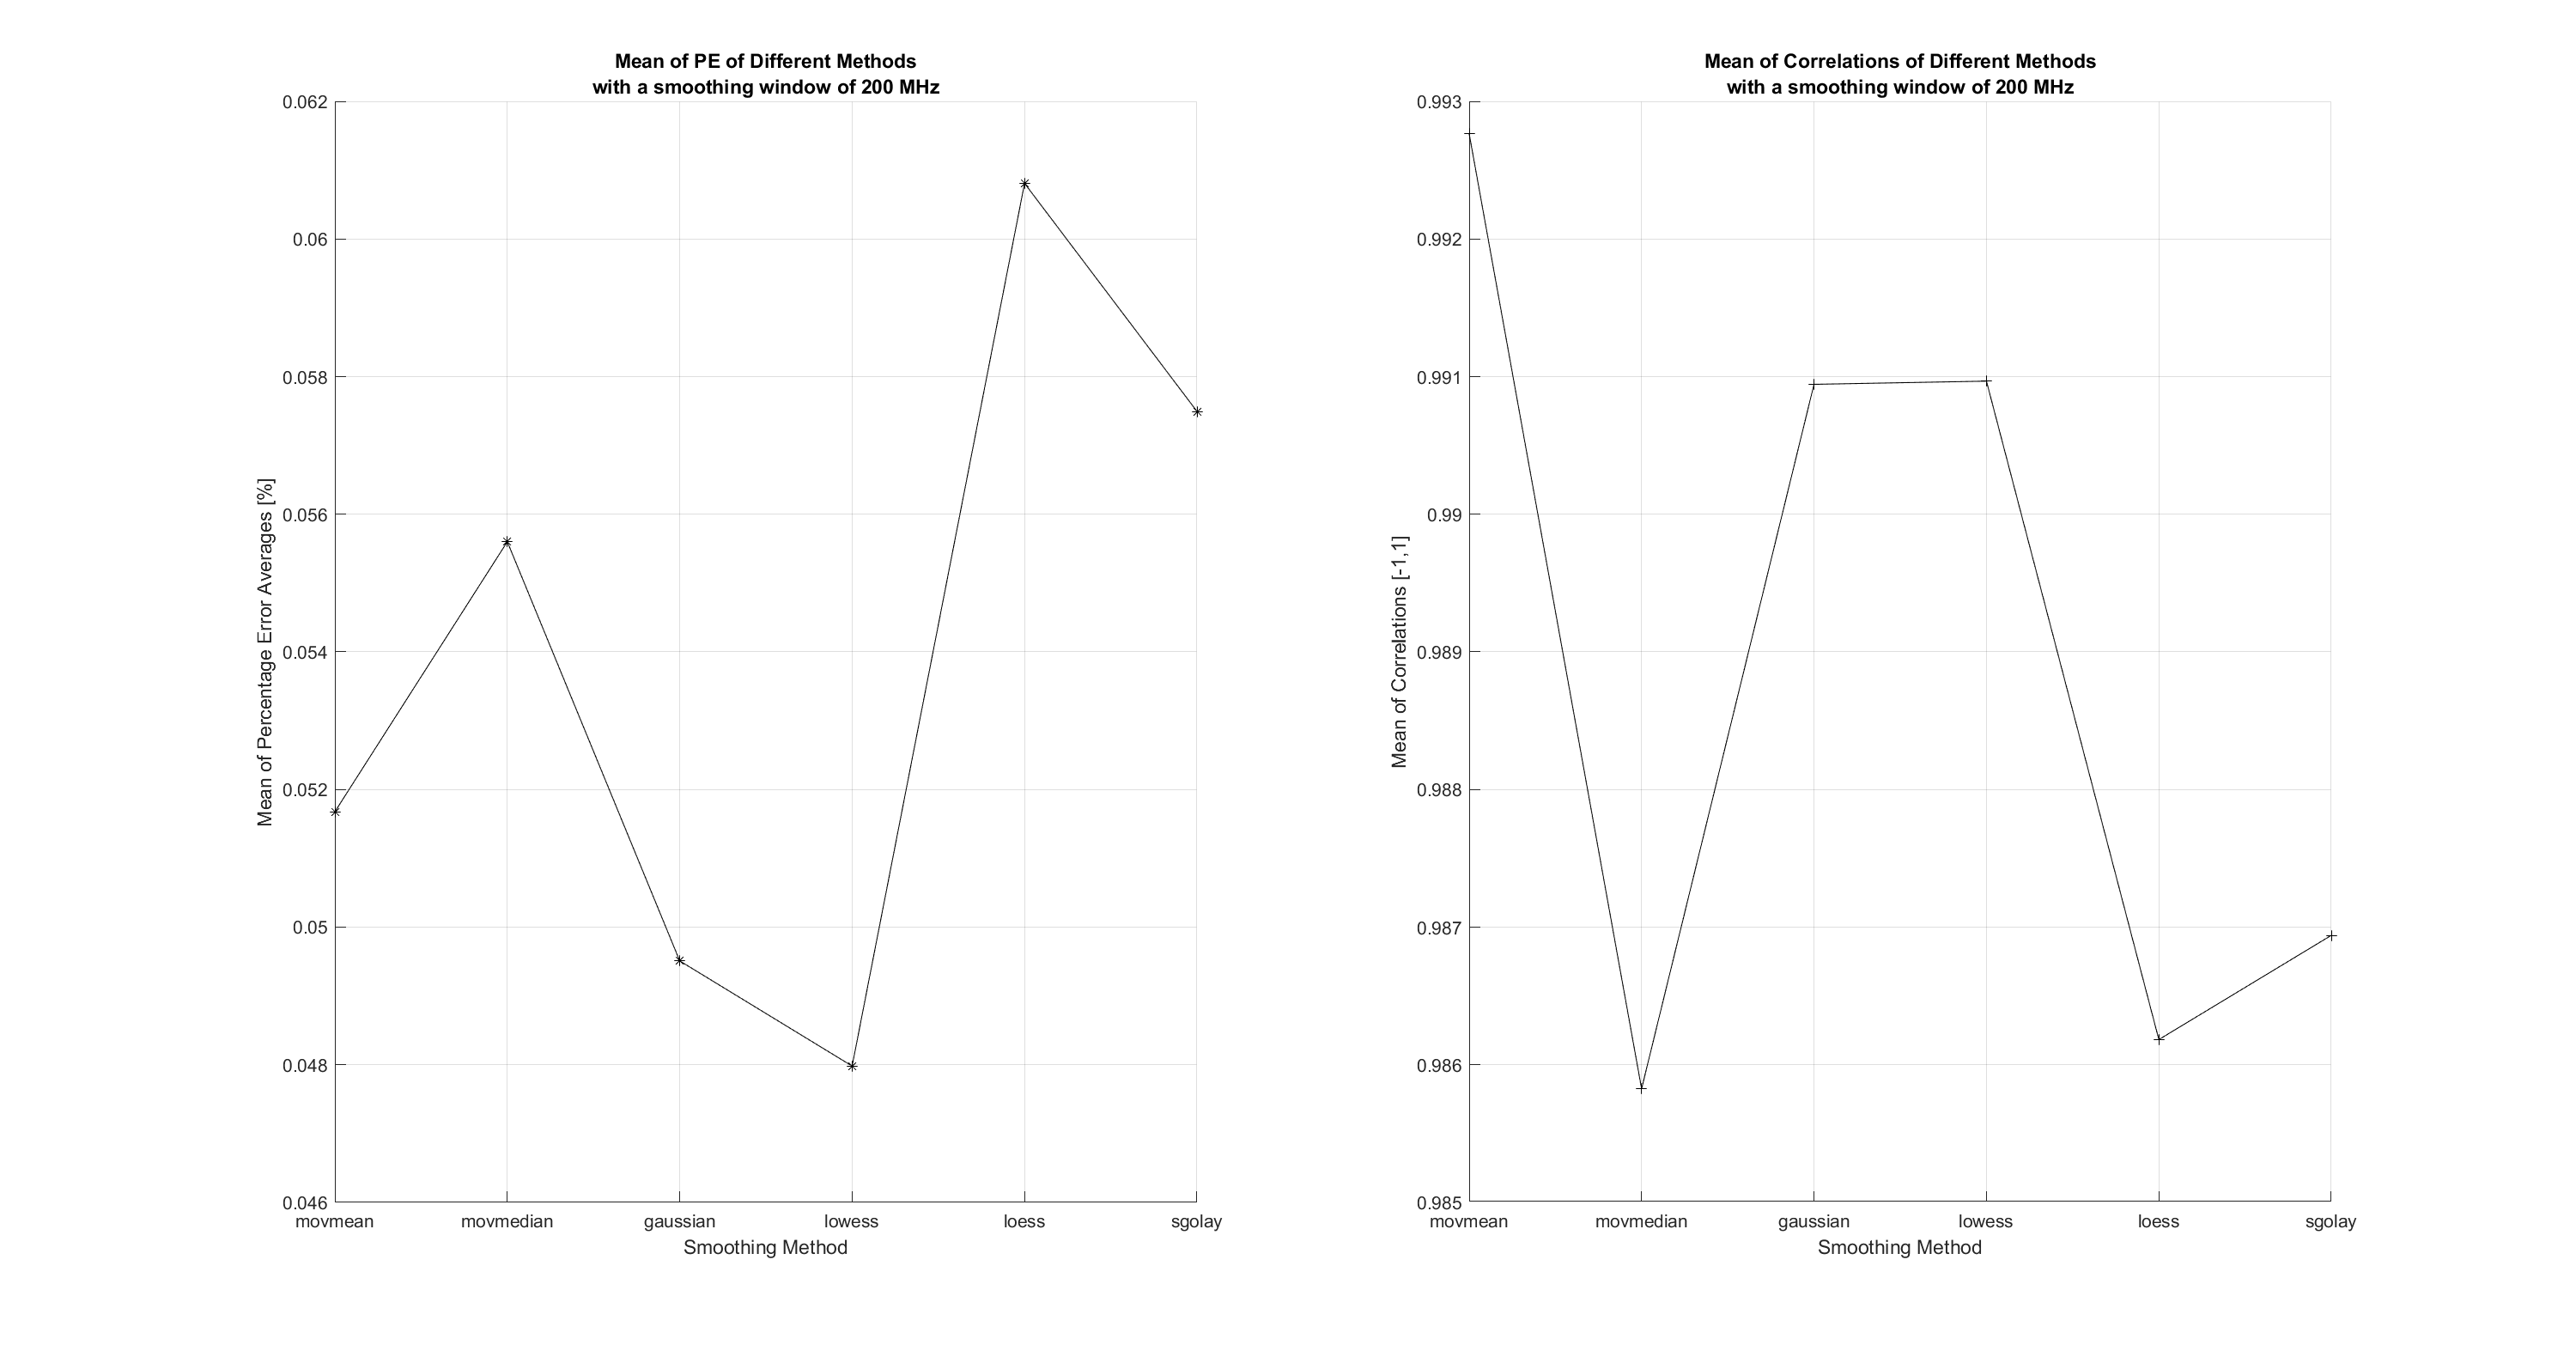 Mean of PE of Different Methods
with a smoothing window of 200 MHz
0.062
0.06
0.058
0.056
0.054
0.052
0.05
0.048
0.046
Mean of Percentage Error Averages [%]
movmean movmedian gaussian lowess loess sgolay
Smoothing Method
Mean of Correlations of Different Methods
with a smoothing window of 200 MHz
0.993
0.992
0.991
0.99
0.989
0.988
0.987
0.986
0.985
Mean of Correlations [-1,1]
movmean movmedian gaussian lowess loess sgolay
Smoothing Method